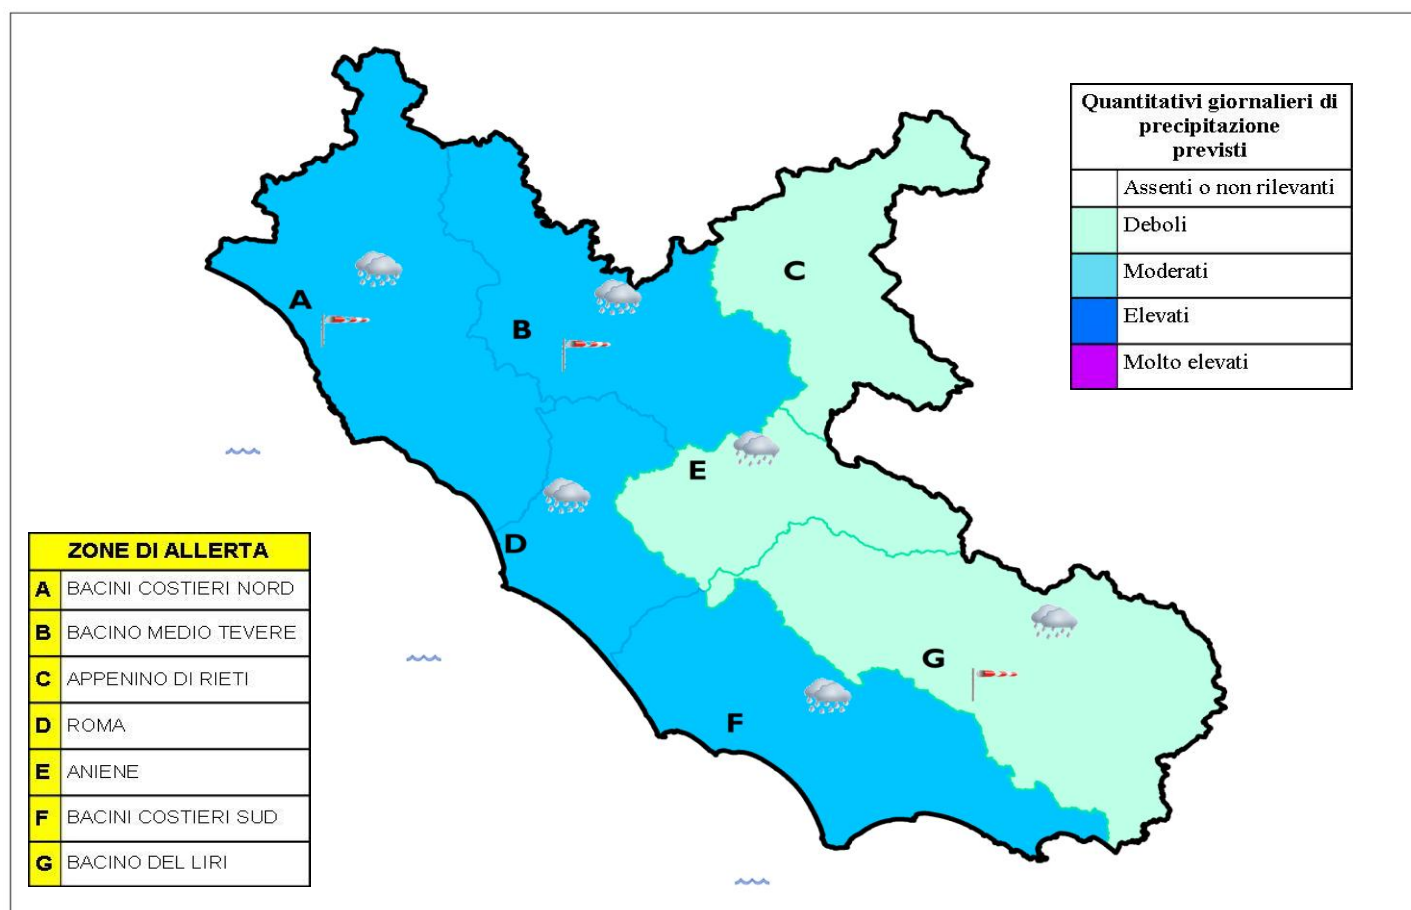 Quantitativi giornalieri di
precipitazione
previsti
Assenti o non rilevanti
Deboli
Moderati
Elevati
Molto elevati
A
B
C
D
E
F
G
ZONE DI ALLERTA
A BACINI COSTIERI NORD
B BACINO MEDIO TEVERE
C APPENINO DI RIETI
D ROMA
E ANIENE
F BACINI COSTIERI SUD
G BACINO DEL LIRI